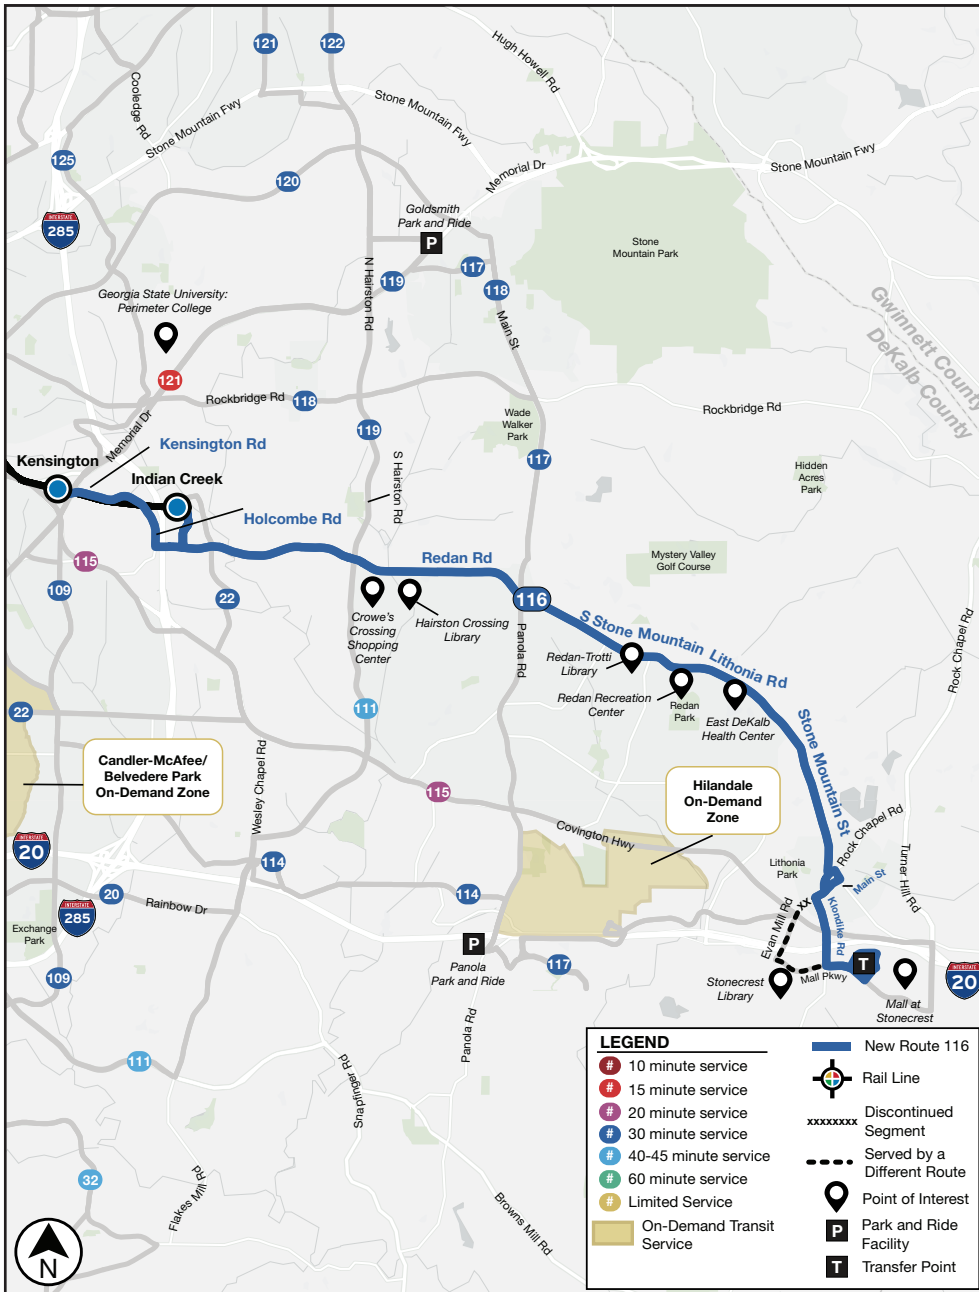 121
122
Hugh Howell Rd
Cooledge Rd
Stone Mountain Fwy
Stone Mountain Fwy
125
Stone Mountain Fwy
Memorial Dr
120
INTERSTATE
285
Goldsmith
Park and Ride
P
Stone
Mountain Park
N Hairston Rd
119
117
118
Georgia State University:
Perimeter College
Gwinnett County
DeKalb County
Main St
121
Rockbridge Rd
118
Rockbridge Rd
Memorial Dr
Wade
Walker
Park
119
Kensington Rd
Kensington
117
S Hairston Rd
Hidden
Acres
Park
Indian Creek
Holcombe Rd
Redan Rd
Mystery Valley
Golf Course
115
109
22
116
Crowe's
Crossing
Shopping
Center
Hairston Crossing
Library
Panola Rd
S Stone Mountain Lithonia Rd
Rock Chapel Rd
Redan-Trotti
Library
Redan Recreation
Center
Redan
Park
East DeKalb
Health Center
22
111
Stone Mountain St
Candler-McAfee/
Belvedere Park
On-Demand Zone
Wesley Chapel Rd
115
Hilandale
On-Demand
Zone
Covington Hwy
Rock Chapel Rd
INTERSTATE
20
114
Lithonia
Park
Turner Hill Rd
Main St
20
114
Rainbow Dr
INTERSTATE
285
XX
Klondike Rd
Evan Mill Rd
Exchange
Park
P
Panola
Park and Ride
117
T
Mall Pkwy
109
Stonecrest
Library
Mall at
Stonecrest
INTERSTATE
20
Panola Rd
111
Snapfinger Rd
32
Flakes Mill Rd
Browns Mill Rd
N
LEGEND
# 10 minute service
# 15 minute service
# 20 minute service
# 30 minute service
# 40-45 minute service
# 60 minute service
# Limited Service
On-Demand Transit
Service
New Route 116
Rail Line
xxxxxxxx Discontinued
Segment
Served by a
Different Route
Point of Interest
P Park and Ride
Facility
T Transfer Point